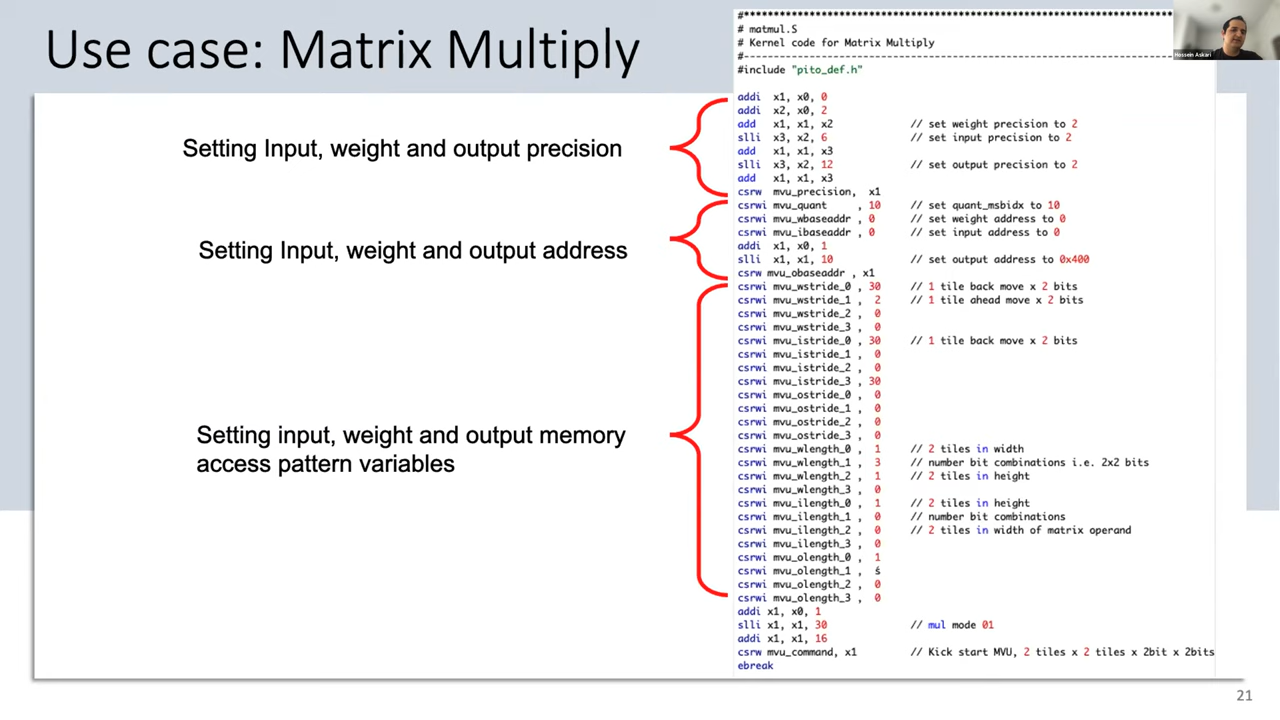 Use case: Matrix Multiply
Setting Input, weight and output precision
Setting Input, weight and output address
Setting input, weight and output memory
access pattern variables
# matmul.S
# Kernel code for Matrix Multiply
#include "pito_def.h"
addi x1, x0, 0
addi x2, x0, 2
add x1, x1, x2 // set weight precision to 2
slli x3, x2, 6 // set input precision to 2
add x1, x1, x3
slli x3, x2, 12 // set output precision to 2
add x1, x1, x3
csrw mvu_precision, x1
csrwi mvu_quant , 10 // set quant_msbidx to 10
csrwi mvu_wbaseaddr , 0 // set weight address to 0
csrwi mvu_ibaseaddr , 0 // set input address to 0
addi x1, x0, 1
slli x1, x1, 10 // set output address to 0x400
csrw mvu_obaseaddr , x1
csrwi mvu_wstride_0 , 30 // 1 tile back move x 2 bits
csrwi mvu_wstride_1 , 2 // 1 tile ahead move x 2 bits
csrwi mvu_wstride_2 , 0
csrwi mvu_wstride_3 , 0
csrwi mvu_istride_0 , 30 // 1 tile back move x 2 bits
csrwi mvu_istride_1 , 0
csrwi mvu_istride_2 , 0
csrwi mvu_istride_3 , 30
csrwi mvu_ostride_0 , 0
csrwi mvu_ostride_1 , 0
csrwi mvu_ostride_2 , 0
csrwi mvu_ostride_3 , 0
csrwi mvu_wlength_0 , 1 // 2 tiles in width
csrwi mvu_wlength_1 , 3 // number bit combinations i.e. 2x2 bits
csrwi mvu_wlength_2 , 1 // 2 tiles in height
csrwi mvu_wlength_3 , 0
csrwi mvu_ilength_0 , 1 // 2 tiles in height
csrwi mvu_ilength_1 , 0 // number bit combinations
csrwi mvu_ilength_2 , 0 // 2 tiles in width of matrix operand
csrwi mvu_ilength_3 , 0
csrwi mvu_olength_0 , 1
csrwi mvu_olength_1 ,
csrwi mvu_olength_2 , 0
csrwi mvu_olength_3 , 0
addi x1, x0, 1
slli x1, x1, 30 // mul mode 01
addi x1, x1, 16
csrw mvu_command, x1 // Kick start MVU, 2 tiles x 2 tiles x 2bit x 2bits
ebreak
Hossein Askari
21